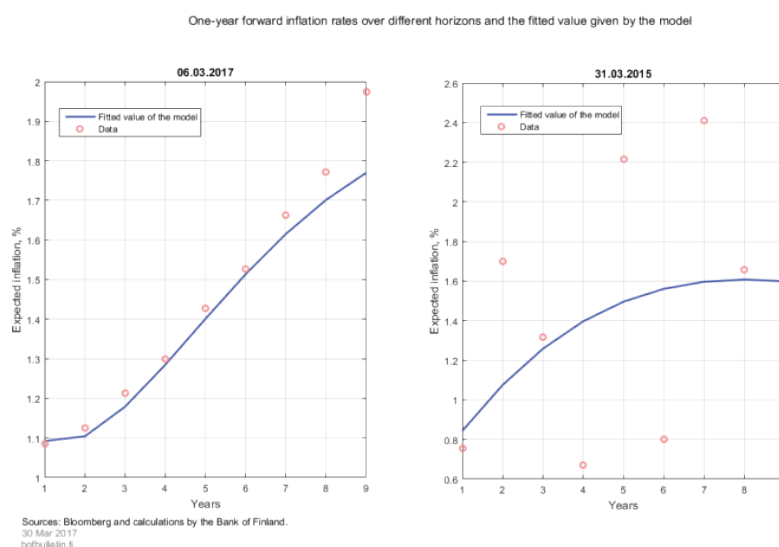 One-year forward inflation rates over different horizons and the fitted value given by the model
06.03.2017
2
1.9
1.8
1.7
1.6
1.5
1.4
1.3
1.2
1.1
1
Expected inflation, %
Fitted value of the model
Data
1 2 3 4 5 6 7 8 9
Years
31.03.2015
2.6
2.4
2.2
2
1.8
1.6
1.4
1.2
1
0.8
0.6
Expected inflation, %
Fitted value of the model
Data
1 2 3 4 5 6 7 8
Years
Sources: Bloomberg and calculations by the Bank of Finland.
30 Mar 2017
bofbulletin.fi